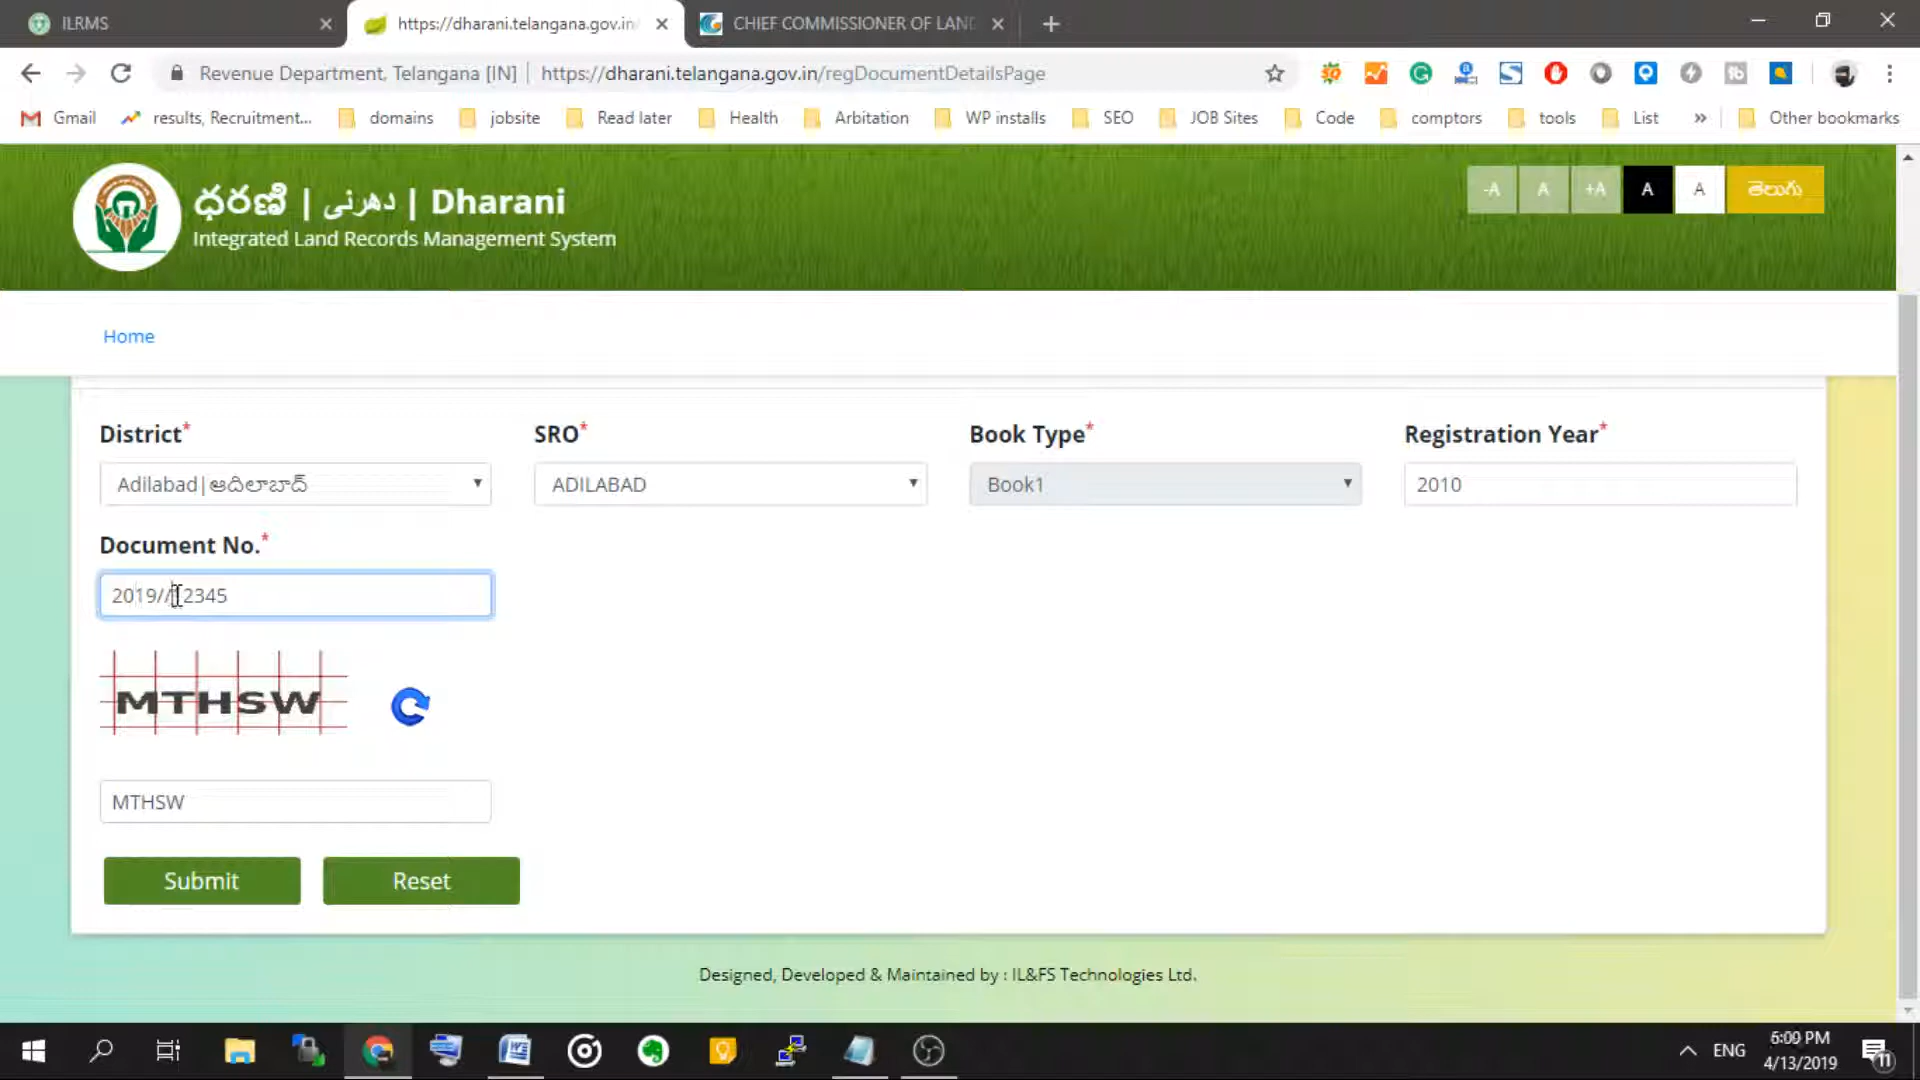 ILRMS
https://dharani.telangana.gov.in/
CHIEF COMMISSIONER OF LAND
Revenue Department, Telangana [IN] | https://dharani.telangana.gov.in/regDocumentDetailsPage
Gmail results, Recruitment... domains jobsite Read later Health Arbitation WP installs SEO JOB Sites Code comptors tools List » Other bookmarks
ధరణి | دھرنی | Dharani
Integrated Land Records Management System
-A A +A A A తెలుగు
Home
District* SRO* Book Type* Registration Year*
Adilabad|ఆదిలాబాద్ ADILABAD Book1 2010
Document No.*
2019//12345
MTHSW
MTHSW
Submit Reset
Designed, Developed & Maintained by : IL&FS Technologies Ltd.
ENG
6:09 PM
4/13/2019
11